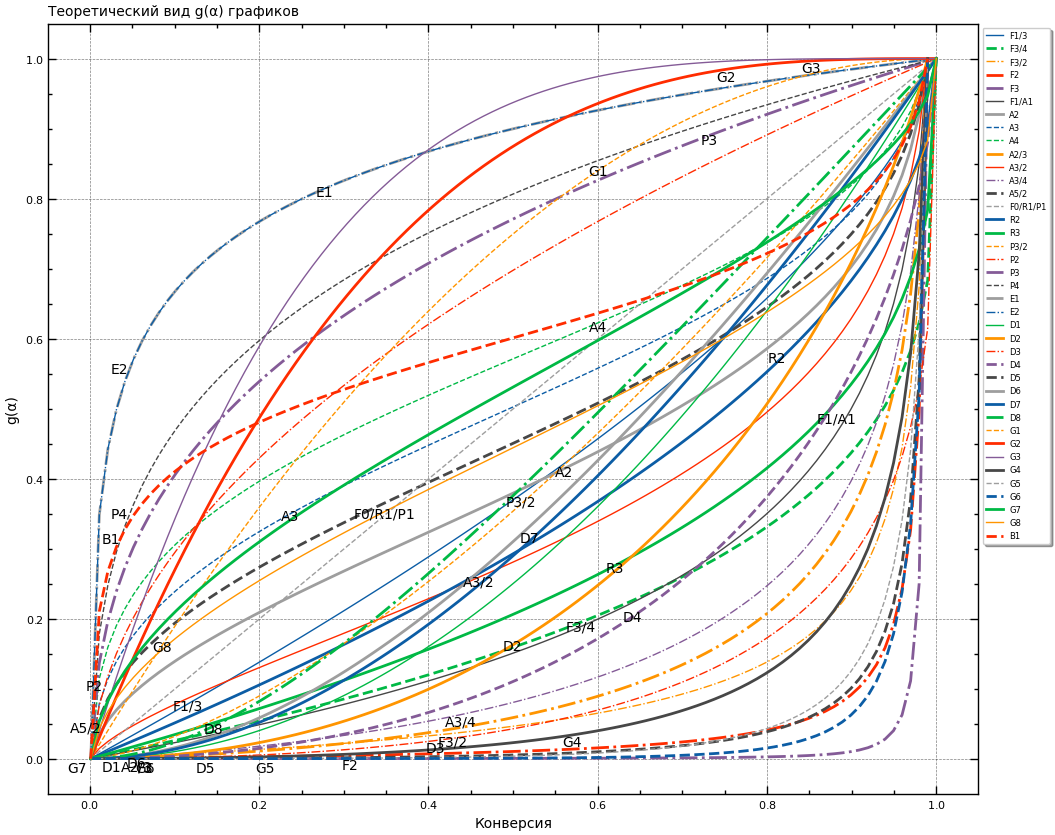 Теоретический вид g(α) графиков
1.0
0.8
0.6
0.4
0.2
0.0
g(α)
0.0
0.2
0.4
0.6
0.8
1.0
Конверсия
G3
G2
P3
G1
E1
E2
A4
R2
F1/A1
A2
P3/2
F0/R1/P1
A3
P4
B1
D7
A3/2
R3
D4
F3/4
D2
G8
P2
F1/3
A5/2
D8
A3/4
F3/2
D3
G4
F2
G5
D5
G7
D1
F1/3
F3/4
F3/2
F2
F3
F1/A1
A2
A3
A4
A2/3
A3/2
A3/4
A5/2
F0/R1/P1
R2
R3
P3/2
P2
P3
P4
E1
E2
D1
D2
D3
D4
D5
D6
D7
D8
G1
G2
G3
G4
G5
G6
G7
G8
B1